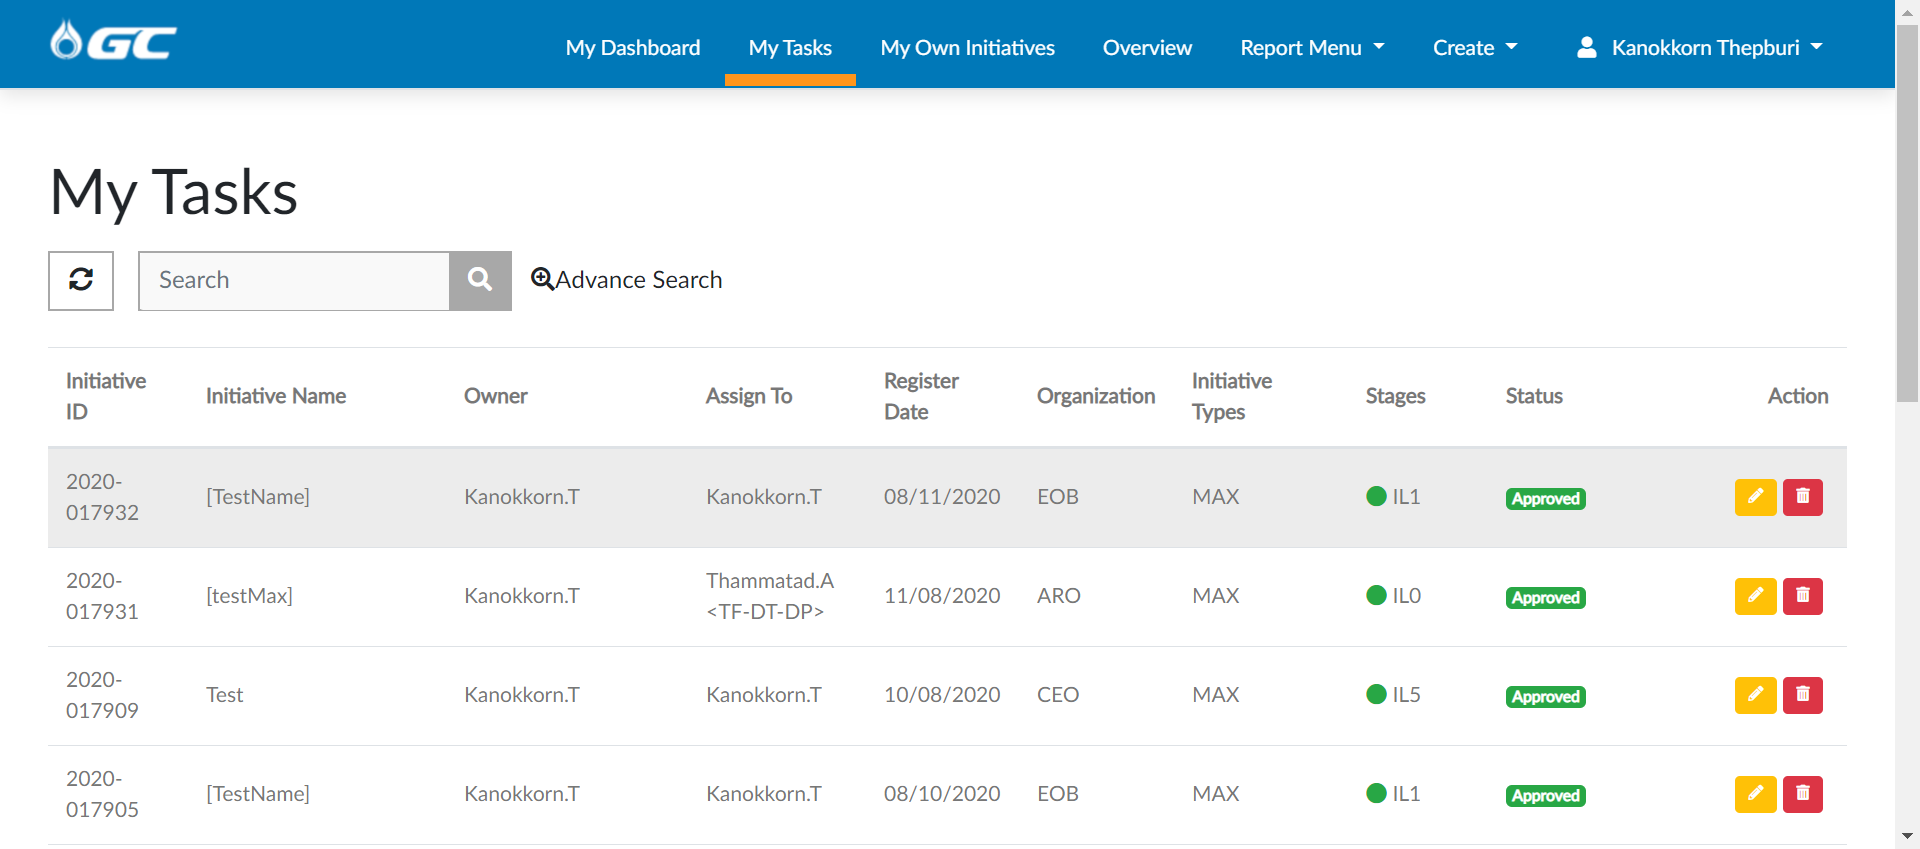 GC
My Dashboard
My Tasks
My Own Initiatives
Overview
Report Menu
Create
Kanokkorn Thepburi
My Tasks
Search
Advance Search
Initiative
ID
Initiative Name
Owner
Assign To
Register
Date
Organization
Initiative
Types
Stages
Status
Action
2020-
017932
[TestName]
Kanokkorn.T
Kanokkorn.T
08/11/2020
EOB
MAX
IL1
Approved
2020-
017931
[testMax]
Kanokkorn.T
Thammatad.A
<TF-DT-DP>
11/08/2020
ARO
MAX
IL0
Approved
2020-
017909
Test
Kanokkorn.T
Kanokkorn.T
10/08/2020
CEO
MAX
IL5
Approved
2020-
017905
[TestName]
Kanokkorn.T
Kanokkorn.T
08/10/2020
EOB
MAX
IL1
Approved